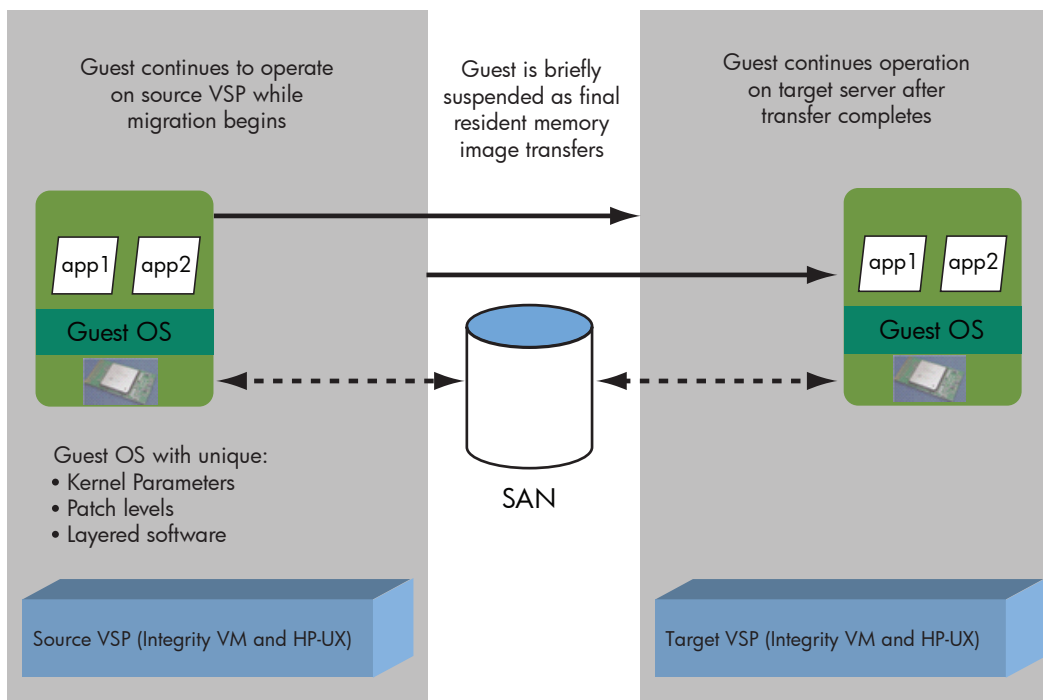 Guest continues to operate
on source VSP while
migration begins
Guest is briefly
suspended as final
resident memory
image transfers
Guest continues operation
on target server after
transfer completes
app1
app2
Guest OS
app1
app2
Guest OS
SAN
Guest OS with unique:
• Kernel Parameters
• Patch levels
• Layered software
Source VSP (Integrity VM and HP-UX)
Target VSP (Integrity VM and HP-UX)